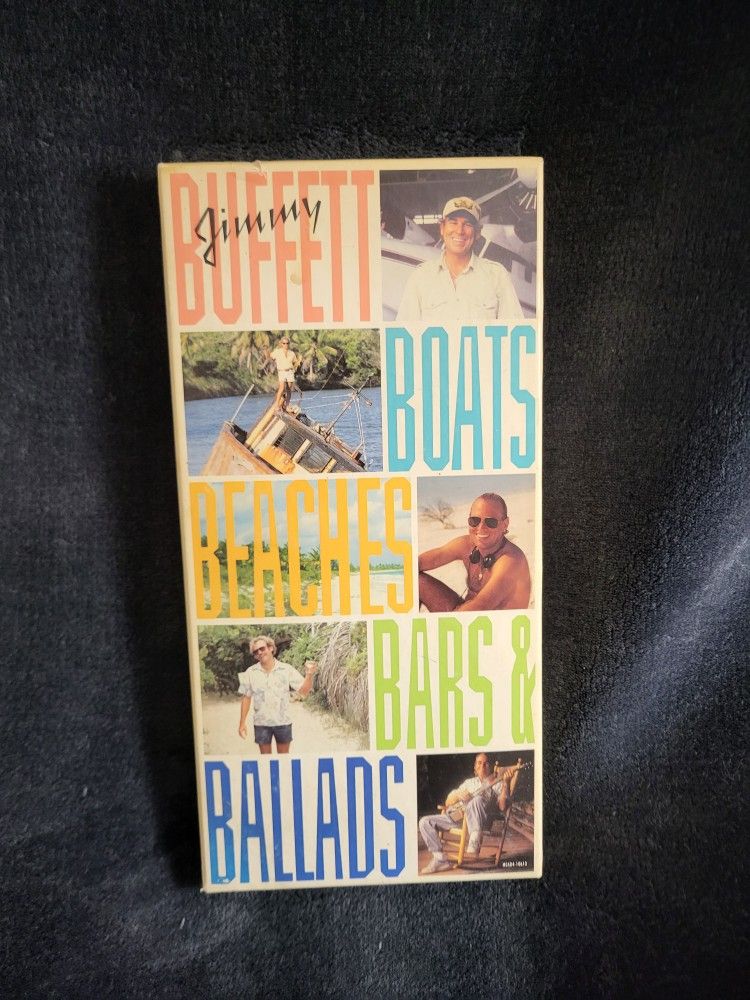 Jimmy
BUFFETT
BOATS
BEACHES
BARS &
BALLADS